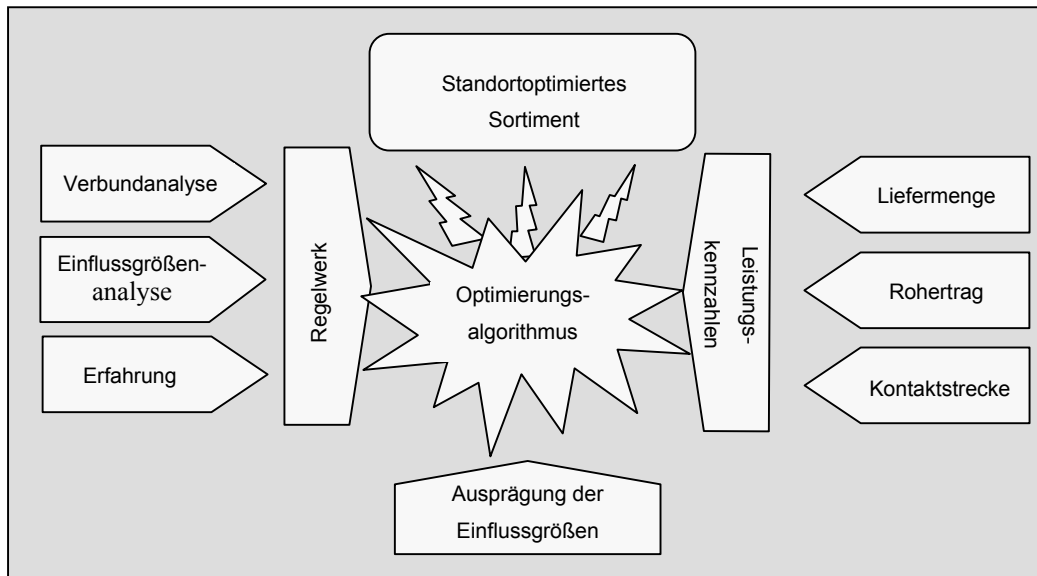 Standortoptimiertes
Sortiment
Verbundanalyse
Einflussgrößen-
analyse
Erfahrung
Regelwerk
Optimierungs-
algorithmus
Leistungs-
kennzahlen
Liefermenge
Rohertrag
Kontaktstrecke
Ausprägung der
Einflussgrößen